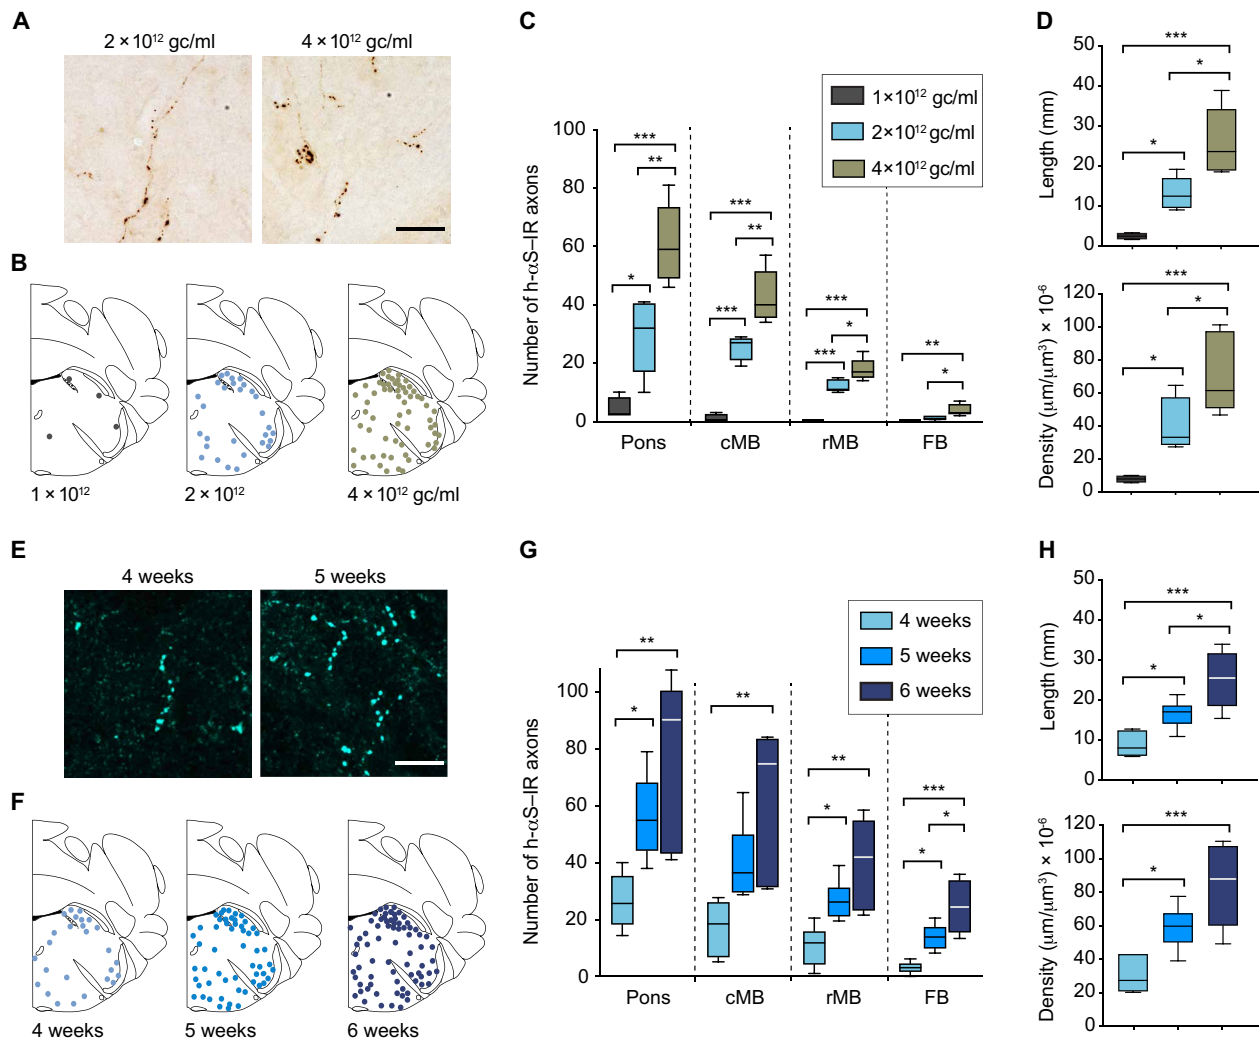 A
2 × 10¹² gc/ml
4 × 10¹² gc/ml
B
1 × 10¹²
2 × 10¹²
4 × 10¹² gc/ml
C
1×10¹² gc/ml
2×10¹² gc/ml
4×10¹² gc/ml
Number of h-αS–IR axons
100
80
60
40
20
0
***
**
*
***
**
***
***
*
***
**
*
Pons
cMB
rMB
FB
D
Length (mm)
50
40
30
20
10
0
***
*
*
Density (μm/μm³) × 10⁻⁶
120
100
80
60
40
20
0
***
*
*
E
4 weeks
5 weeks
F
4 weeks
5 weeks
6 weeks
G
4 weeks
5 weeks
6 weeks
Number of h-αS–IR axons
100
80
60
40
20
0
**
*
**
**
*
***
*
*
Pons
cMB
rMB
FB
H
Length (mm)
50
40
30
20
10
0
***
*
*
Density (μm/μm³) × 10⁻⁶
120
100
80
60
40
20
0
***
*